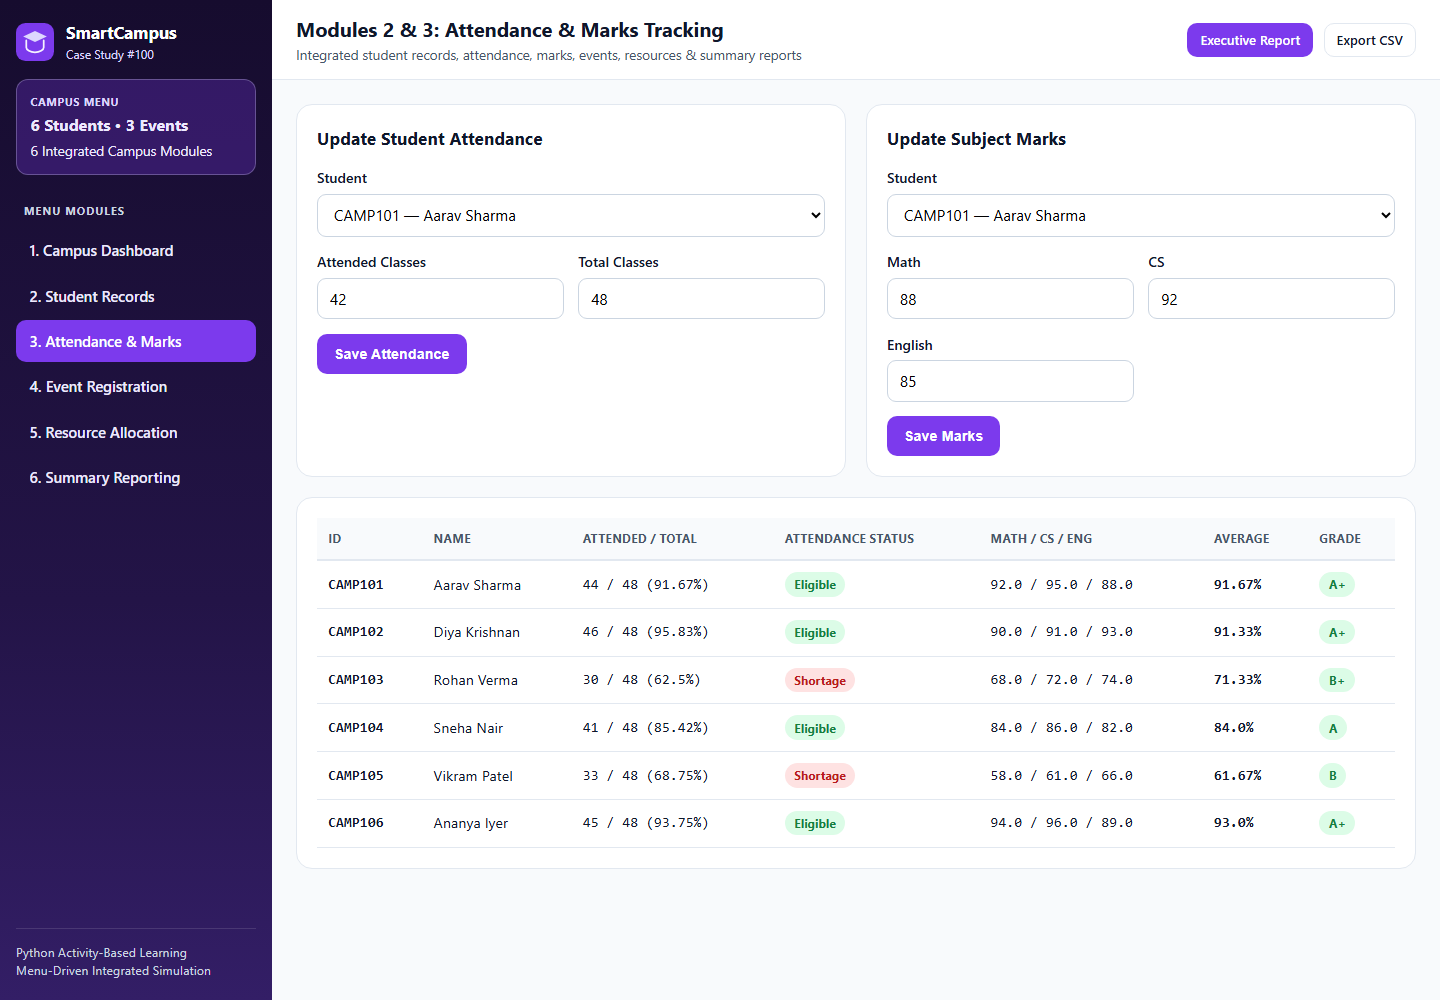 SmartCampus
Case Study #100
CAMPUS MENU
6 Students • 3 Events
6 Integrated Campus Modules
MENU MODULES
1. Campus Dashboard
2. Student Records
3. Attendance & Marks
4. Event Registration
5. Resource Allocation
6. Summary Reporting
Python Activity-Based Learning
Menu-Driven Integrated Simulation
Modules 2 & 3: Attendance & Marks Tracking
Integrated student records, attendance, marks, events, resources & summary reports
Executive Report
Export CSV
Update Student Attendance
Student
CAMP101 — Aarav Sharma
Attended Classes Total Classes
42 48
Save Attendance
Update Subject Marks
Student
CAMP101 — Aarav Sharma
Math CS
88 92
English
85
Save Marks
ID NAME ATTENDED / TOTAL ATTENDANCE STATUS MATH / CS / ENG AVERAGE GRADE
CAMP101 Aarav Sharma 44 / 48 (91.67%) Eligible 92.0 / 95.0 / 88.0 91.67% A+
CAMP102 Diya Krishnan 46 / 48 (95.83%) Eligible 90.0 / 91.0 / 93.0 91.33% A+
CAMP103 Rohan Verma 30 / 48 (62.5%) Shortage 68.0 / 72.0 / 74.0 71.33% B+
CAMP104 Sneha Nair 41 / 48 (85.42%) Eligible 84.0 / 86.0 / 82.0 84.0% A
CAMP105 Vikram Patel 33 / 48 (68.75%) Shortage 58.0 / 61.0 / 66.0 61.67% B
CAMP106 Ananya Iyer 45 / 48 (93.75%) Eligible 94.0 / 96.0 / 89.0 93.0% A+